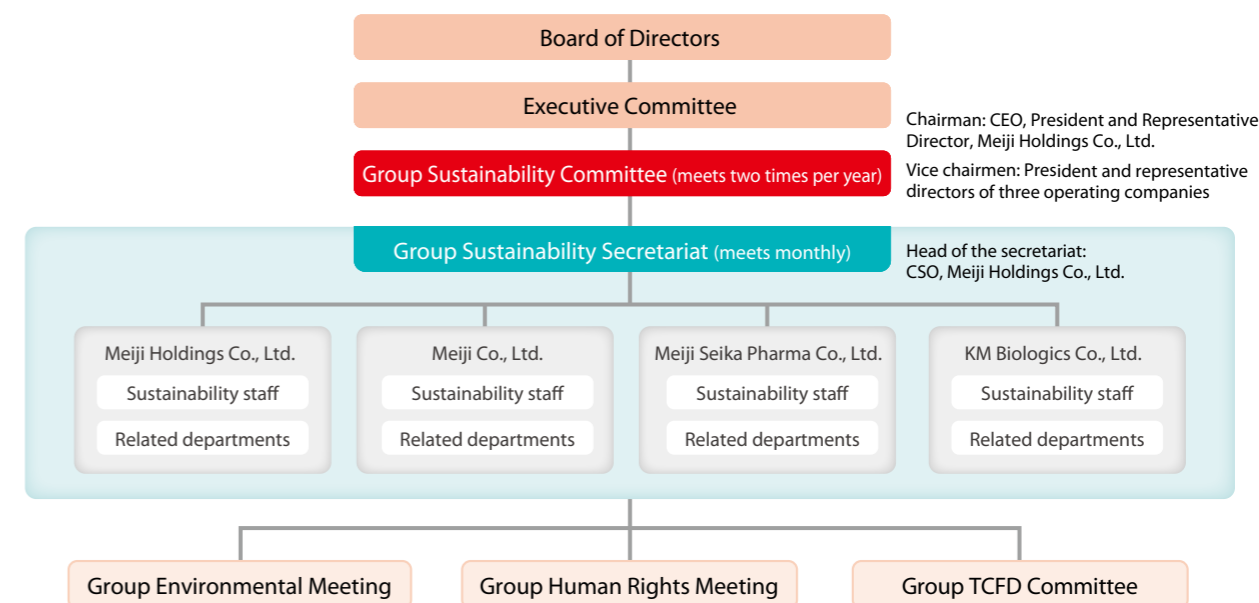 Board of Directors
Executive Committee
Chairman: CEO, President and Representative
Director, Meiji Holdings Co., Ltd.
Group Sustainability Committee (meets two times per year)
Vice chairmen: President and representative
directors of three operating companies
Group Sustainability Secretariat (meets monthly)
Head of the secretariat:
CSO, Meiji Holdings Co., Ltd.
Meiji Holdings Co., Ltd.
Sustainability staff
Related departments
Meiji Co., Ltd.
Sustainability staff
Related departments
Meiji Seika Pharma Co., Ltd.
Sustainability staff
Related departments
KM Biologics Co., Ltd.
Sustainability staff
Related departments
Group Environmental Meeting
Group Human Rights Meeting
Group TCFD Committee